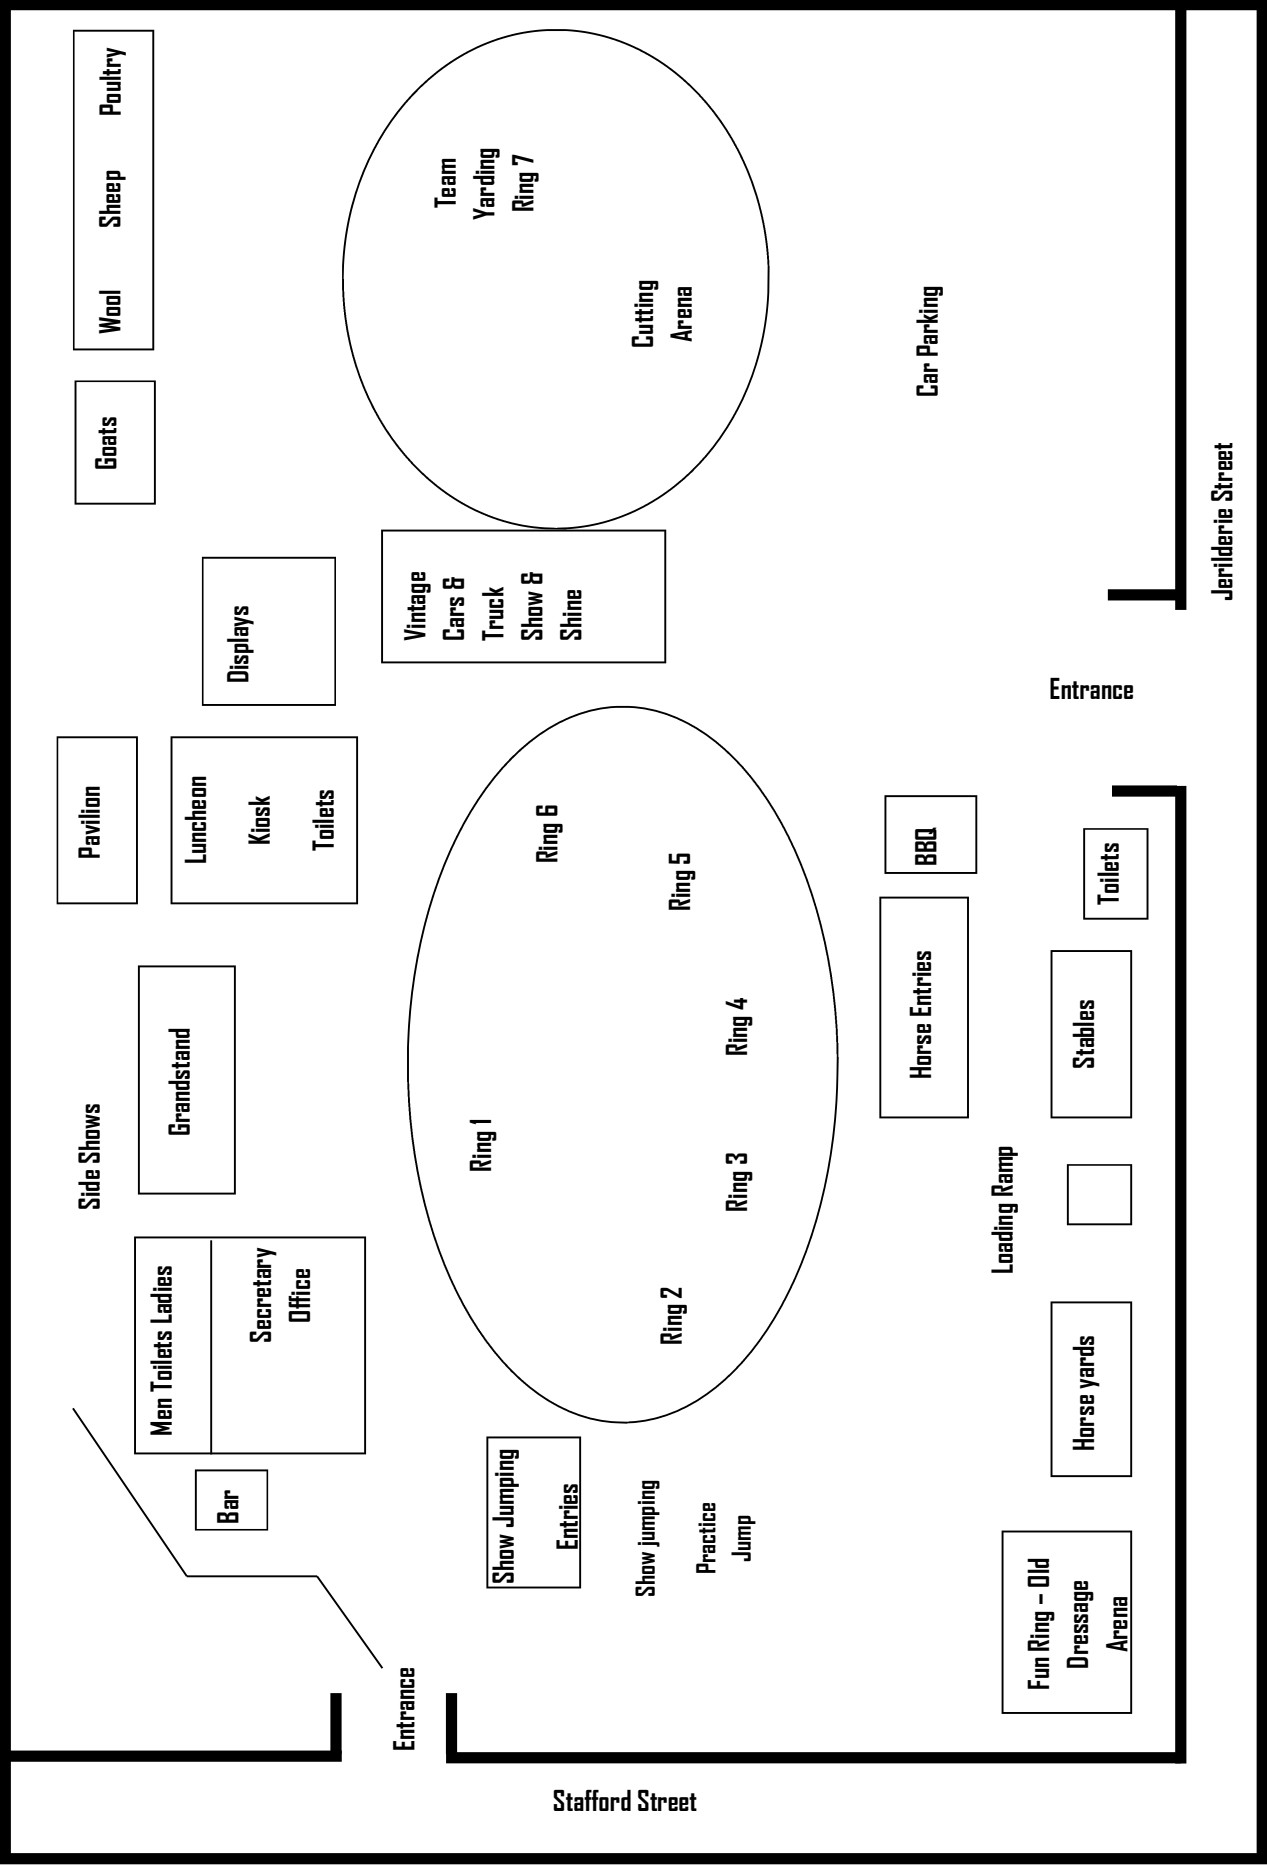 Poultry
Sheep
Wool
Team
Yarding
Ring 7
Cutting
Arena
Car Parking
Goats
Jerilderie Street
Displays
Vintage
Cars &
Truck
Show &
Shine
Entrance
Pavilion
Luncheon
Kiosk
Toilets
Ring 6
Ring 5
BBQ
Toilets
Grandstand
Side Shows
Ring 4
Horse Entries
Stables
Ring 1
Ring 3
Loading Ramp
Men Toilets Ladies
Secretary
Office
Ring 2
Horse yards
Bar
Show Jumping
Entries
Show jumping
Practice
Jump
Fun Ring – Old
Dressage
Arena
Entrance
Stafford Street